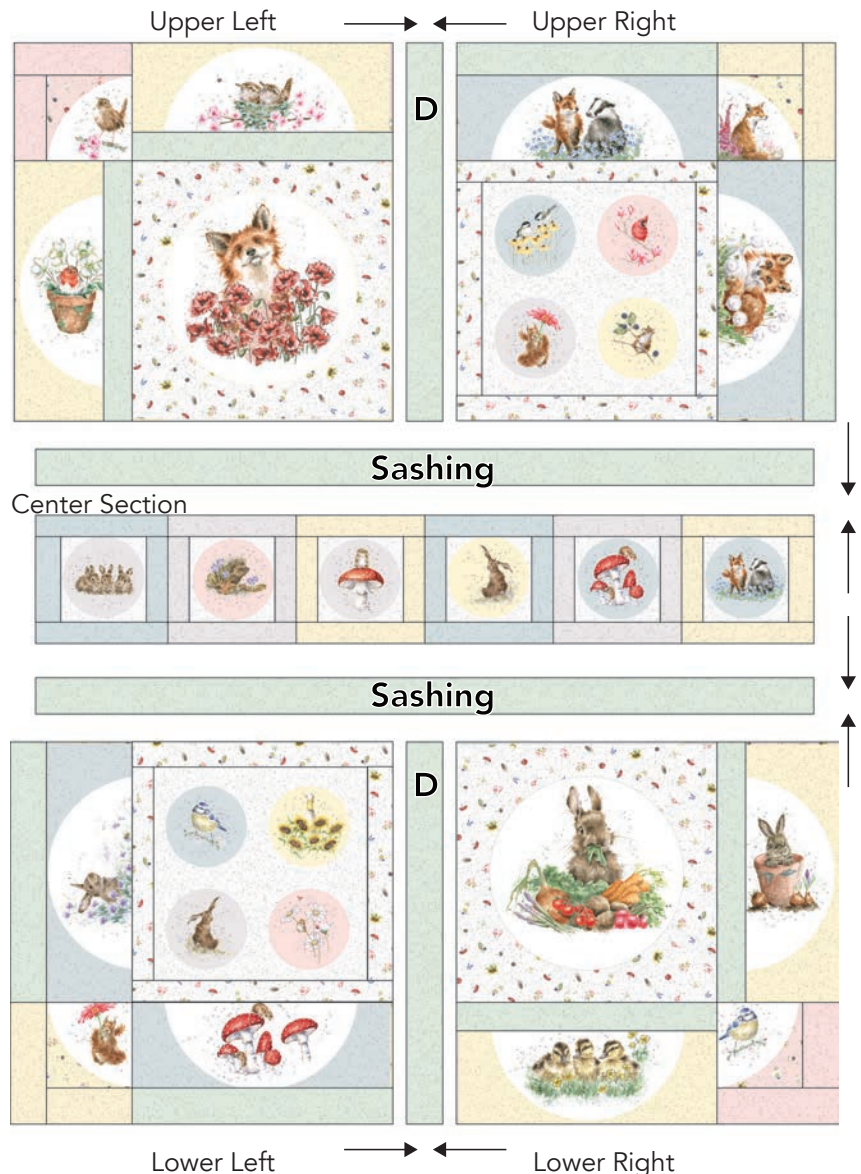 Upper Left
Upper Right
D
Sashing
Center Section
Sashing
D
Lower Left
Lower Right